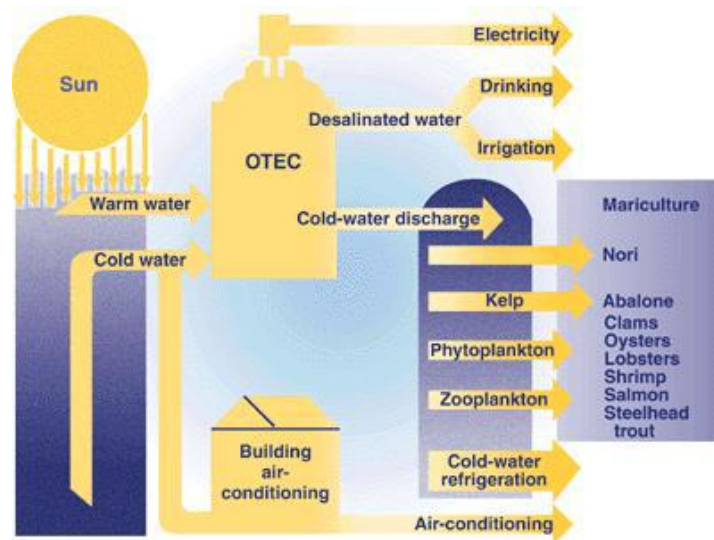 Sun
Electricity
Drinking
Desalinated water
Irrigation
OTEC
Warm water
Cold-water discharge
Cold water
Mariculture
Nori
Kelp
Abalone
Clams
Oysters
Lobsters
Shrimp
Salmon
Steelhead
trout
Phytoplankton
Zooplankton
Cold-water
refrigeration
Building
air-
conditioning
Air-conditioning